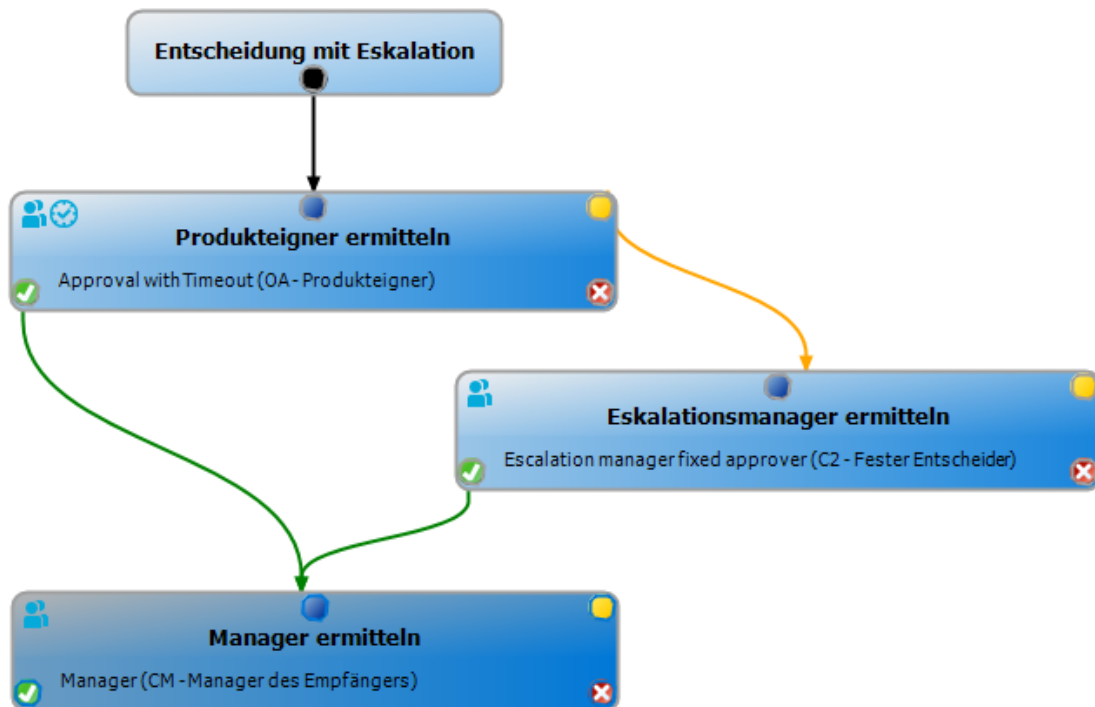 Entscheidung mit Eskalation
Produkteigner ermitteln
Approval with Timeout (OA - Produkteigner)
Eskalationsmanager ermitteln
Escalation manager fixed approver (C2 - Fester Entscheider)
Manager ermitteln
Manager (CM - Manager des Empfängers)